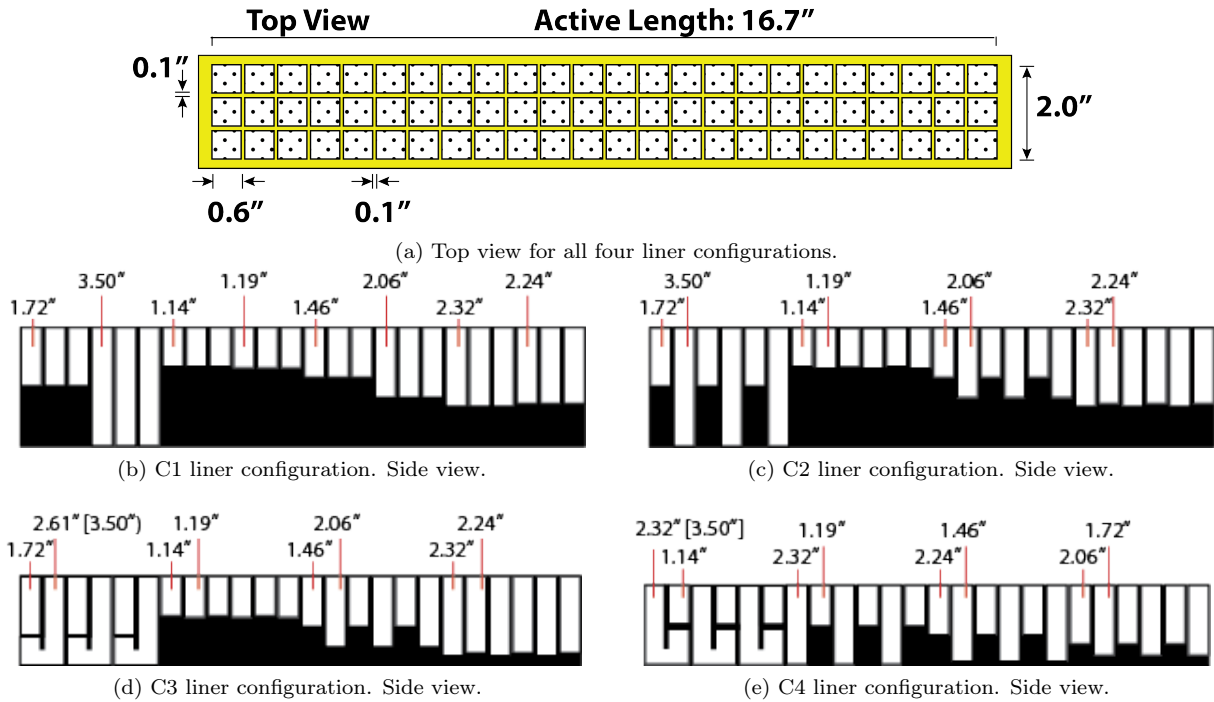 Top View Active Length: 16.7″
0.1″
2.0″
0.6″ 0.1″
(a) Top view for all four liner configurations.
3.50″ 1.19″ 2.06″ 2.24″
1.72″ 1.14″ 1.46″ 2.32″
3.50″ 1.19″ 2.06″ 2.24″
1.72″ 1.14″ 1.46″ 2.32″
(b) C1 liner configuration. Side view.
(c) C2 liner configuration. Side view.
2.61″ [3.50″) 1.19″ 2.06″ 2.24″
1.72″ 1.14″ 1.46″ 2.32″
2.32″ [3.50″] 1.19″ 1.46″ 1.72″
1.14″ 2.32″ 2.24″ 2.06″
(d) C3 liner configuration. Side view.
(e) C4 liner configuration. Side view.